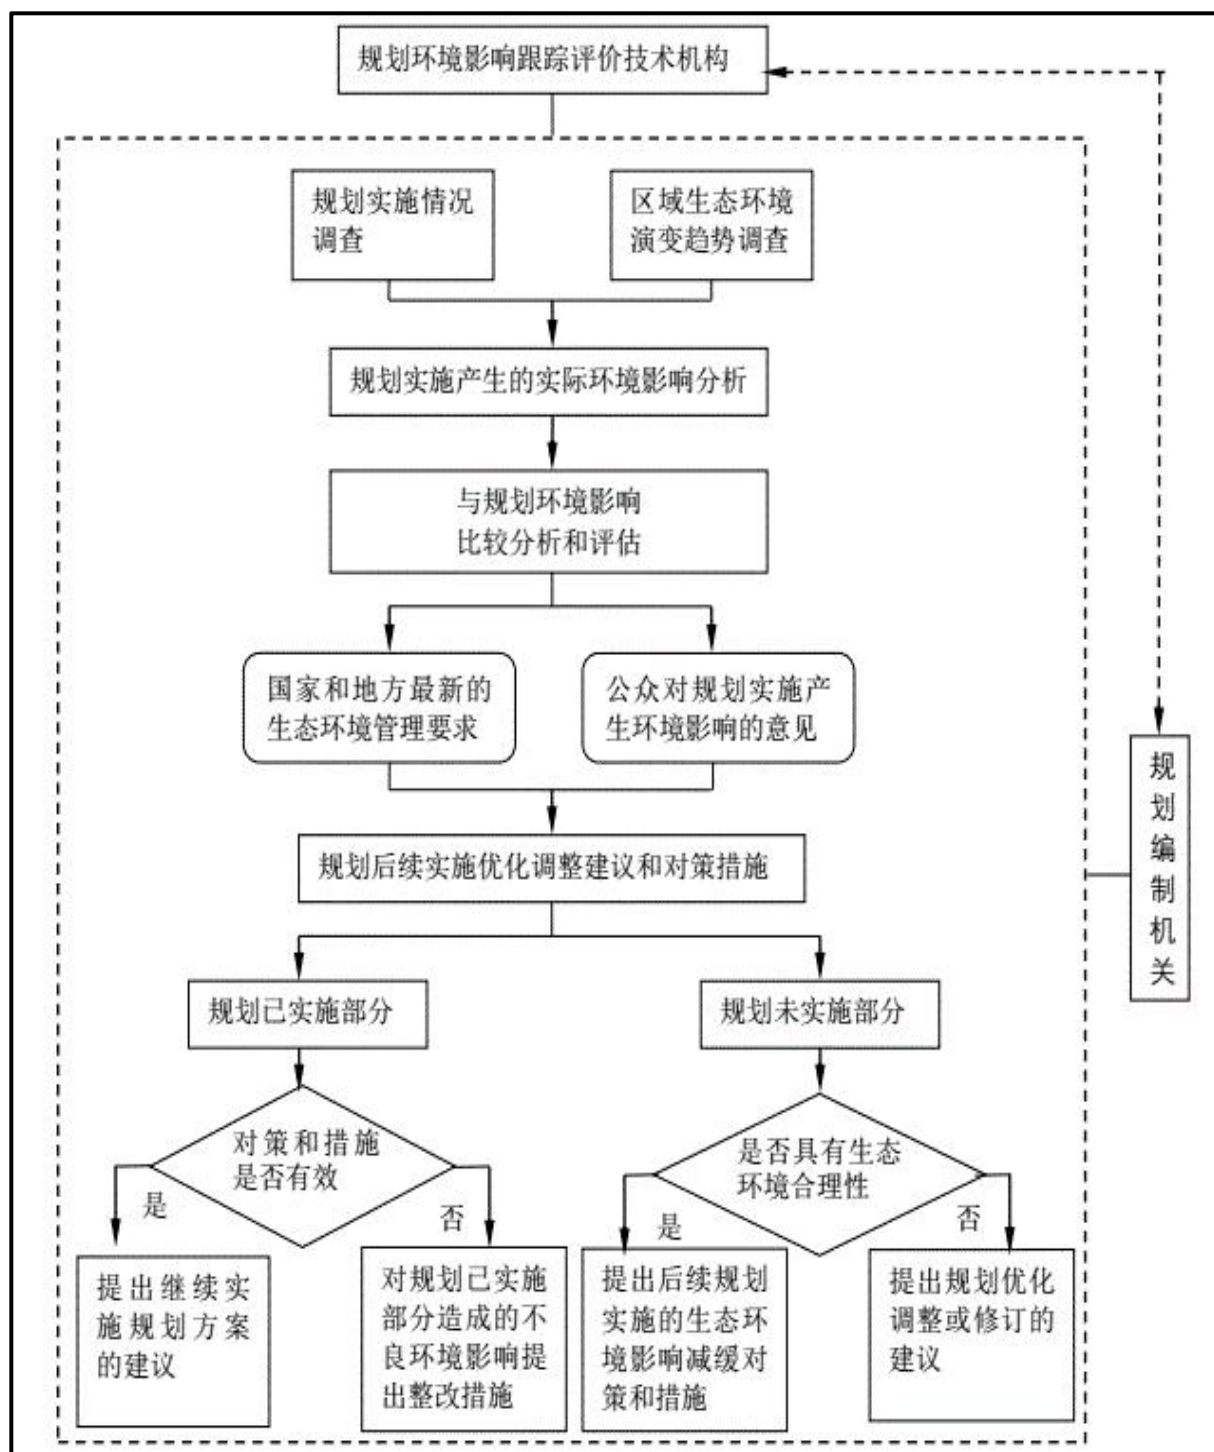 规划环境影响跟踪评价技术机构
规划实施情况
调查
区域生态环境
演变趋势调查
规划实施产生的实际环境影响分析
与规划环境影响
比较分析和评估
国家和地方最新的
生态环境管理要求
公众对规划实施产
生环境影响的意见
规划后续实施优化调整建议和对策措施
规划编制机关
规划已实施部分
规划未实施部分
对策和措施
是否有效
是否具有生态
环境合理性
是
否
是
否
提出继续实
施规划方案
的建议
对规划已实施
部分造成的不
良环境影响提
出整改措施
提出后续规划
实施的生态环
境影响减缓对
策和措施
提出规划优化
调整或修订的
建议